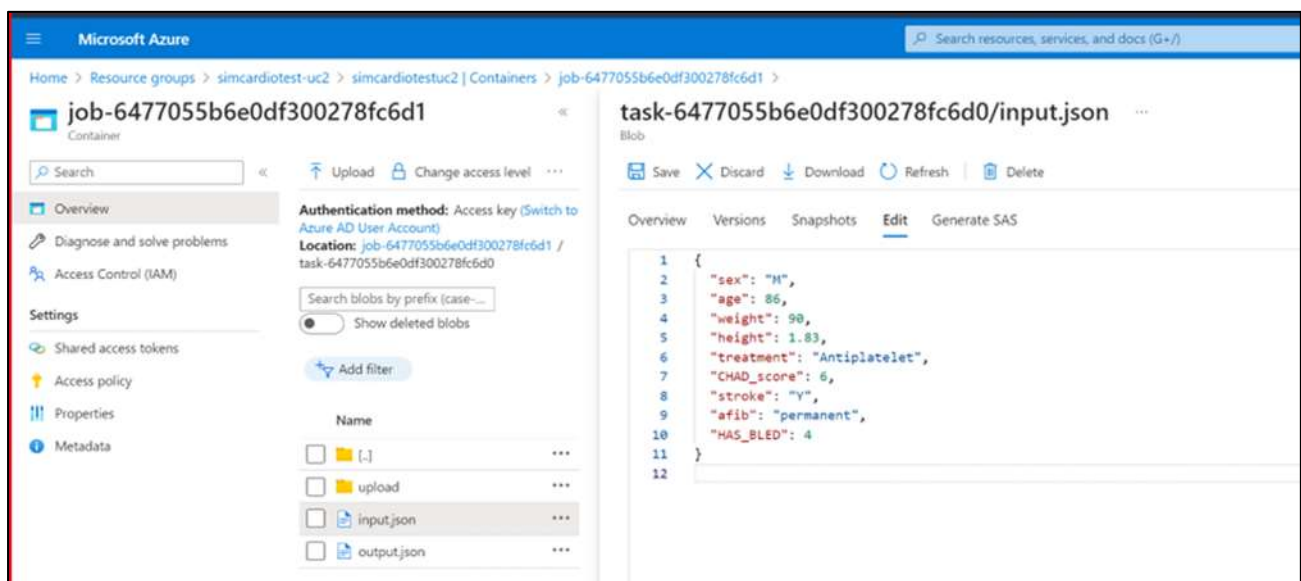 Microsoft Azure
Search resources, services, and docs (G+/)
Home > Resource groups > simcardiotest-uc2 > simcardiotestuc2 | Containers > job-6477055b6e0df300278fc6d1 >
job-6477055b6e0df300278fc6d1
Container
Search
Overview
Diagnose and solve problems
Access Control (IAM)
Settings
Shared access tokens
Access policy
Properties
Metadata
Upload Change access level ...
Authentication method: Access key (Switch to
Azure AD User Account)
Location: job-6477055b6e0df300278fc6d1 /
task-6477055b6e0df300278fc6d0
Search blobs by prefix (case-...
Show deleted blobs
Add filter
Name
[..]
upload
input.json
output.json
task-6477055b6e0df300278fc6d0/input.json ...
Blob
Save Discard Download Refresh Delete
Overview Versions Snapshots Edit Generate SAS
1 {
2 "sex": "M",
3 "age": 86,
4 "weight": 90,
5 "height": 1.83,
6 "treatment": "Antiplatelet",
7 "CHAD_score": 6,
8 "stroke": "Y",
9 "afib": "permanent",
10 "HAS_BLED": 4
11 }
12